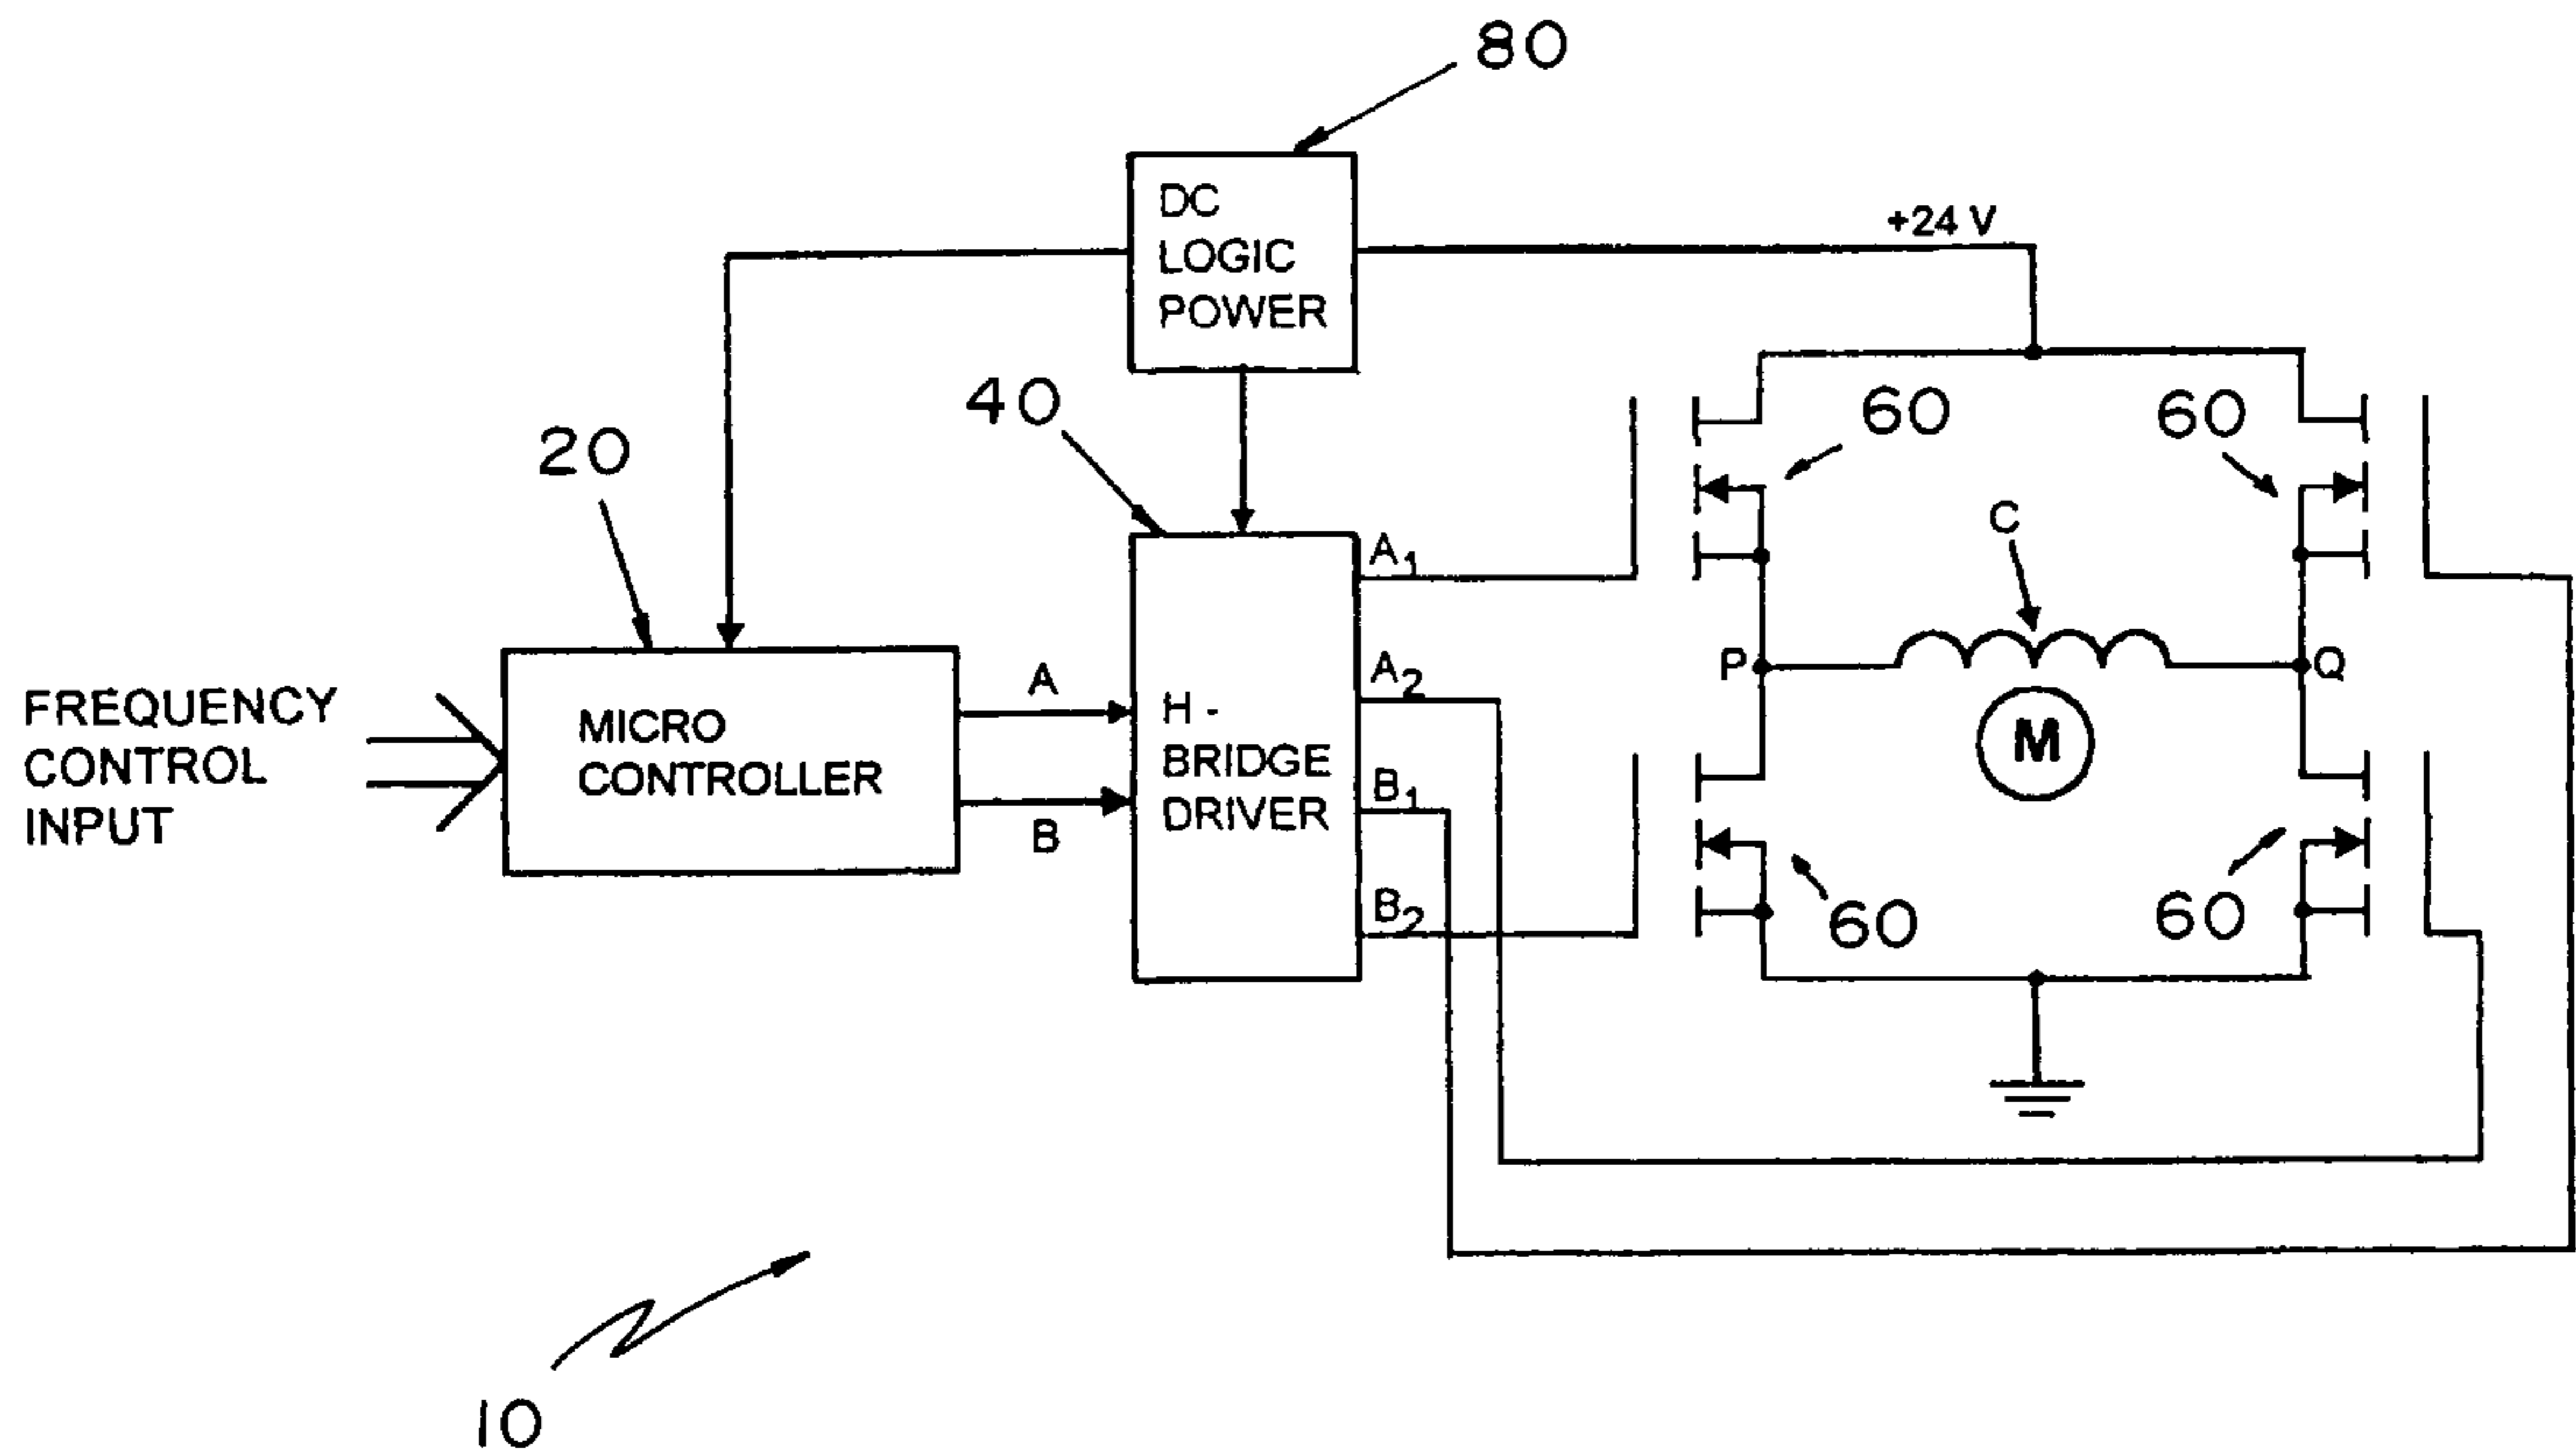 80
DC
LOGIC
POWER
+24 V
40
20
60
60
C
A1
A2
B1
B2
P
Q
M
FREQUENCY
CONTROL
INPUT
MICRO
CONTROLLER
A
B
H -
BRIDGE
DRIVER
60
60
10